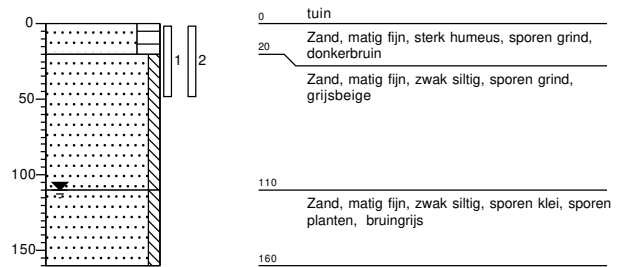 0
50
100
150
1
2
0
tuin
Zand, matig fijn, sterk humeus, sporen grind,
donkerbruin
20
Zand, matig fijn, zwak siltig, sporen grind,
grijsbeige
110
Zand, matig fijn, zwak siltig, sporen klei, sporen
planten, bruingrijs
160